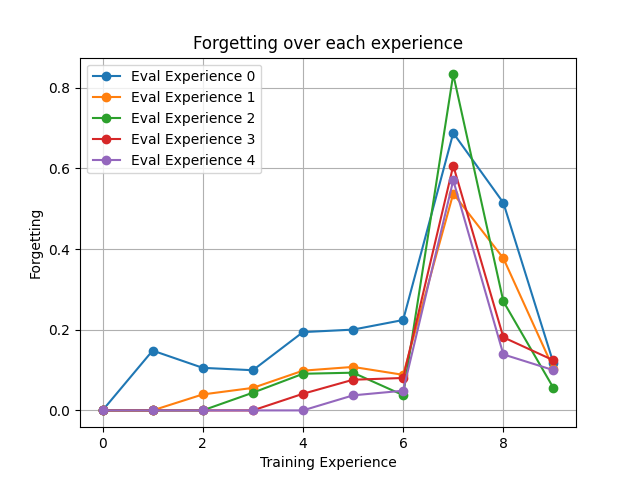 Forgetting over each experience
Eval Experience 0
Eval Experience 1
Eval Experience 2
Eval Experience 3
Eval Experience 4
Forgetting
0.8
0.6
0.4
0.2
0.0
0 2 4 6 8
Training Experience